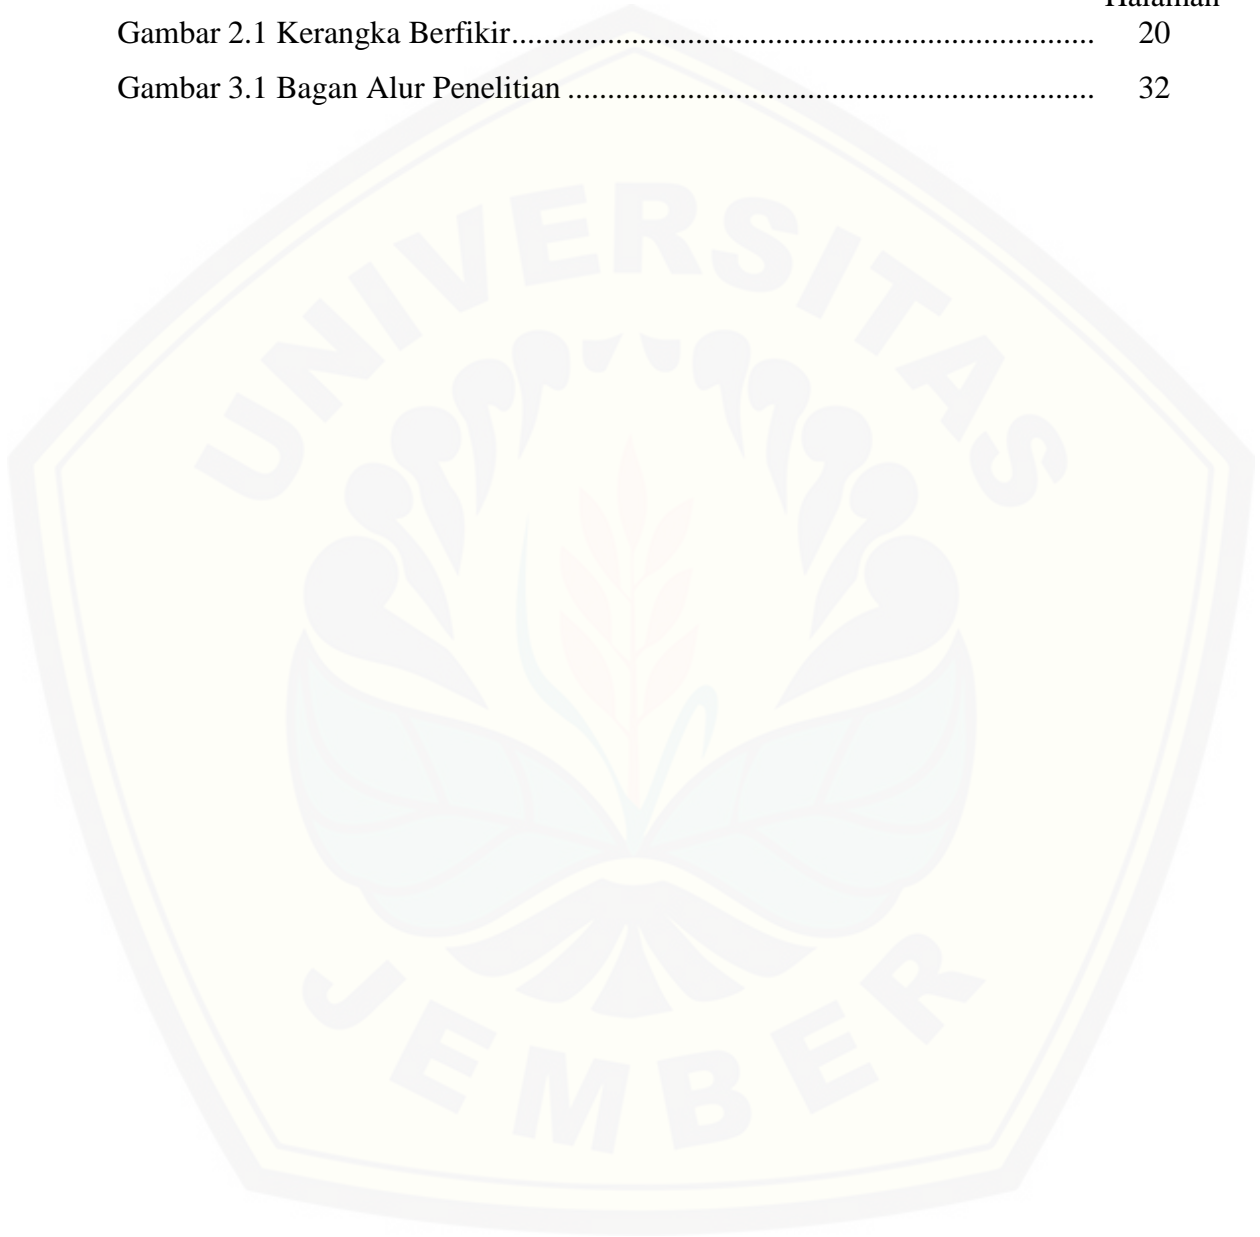 Halaman
Gambar 2.1 Kerangka Berfikir......................................................................... 20
Gambar 3.1 Bagan Alur Penelitian .................................................................. 32
UNIVERSITAS
JEMBER